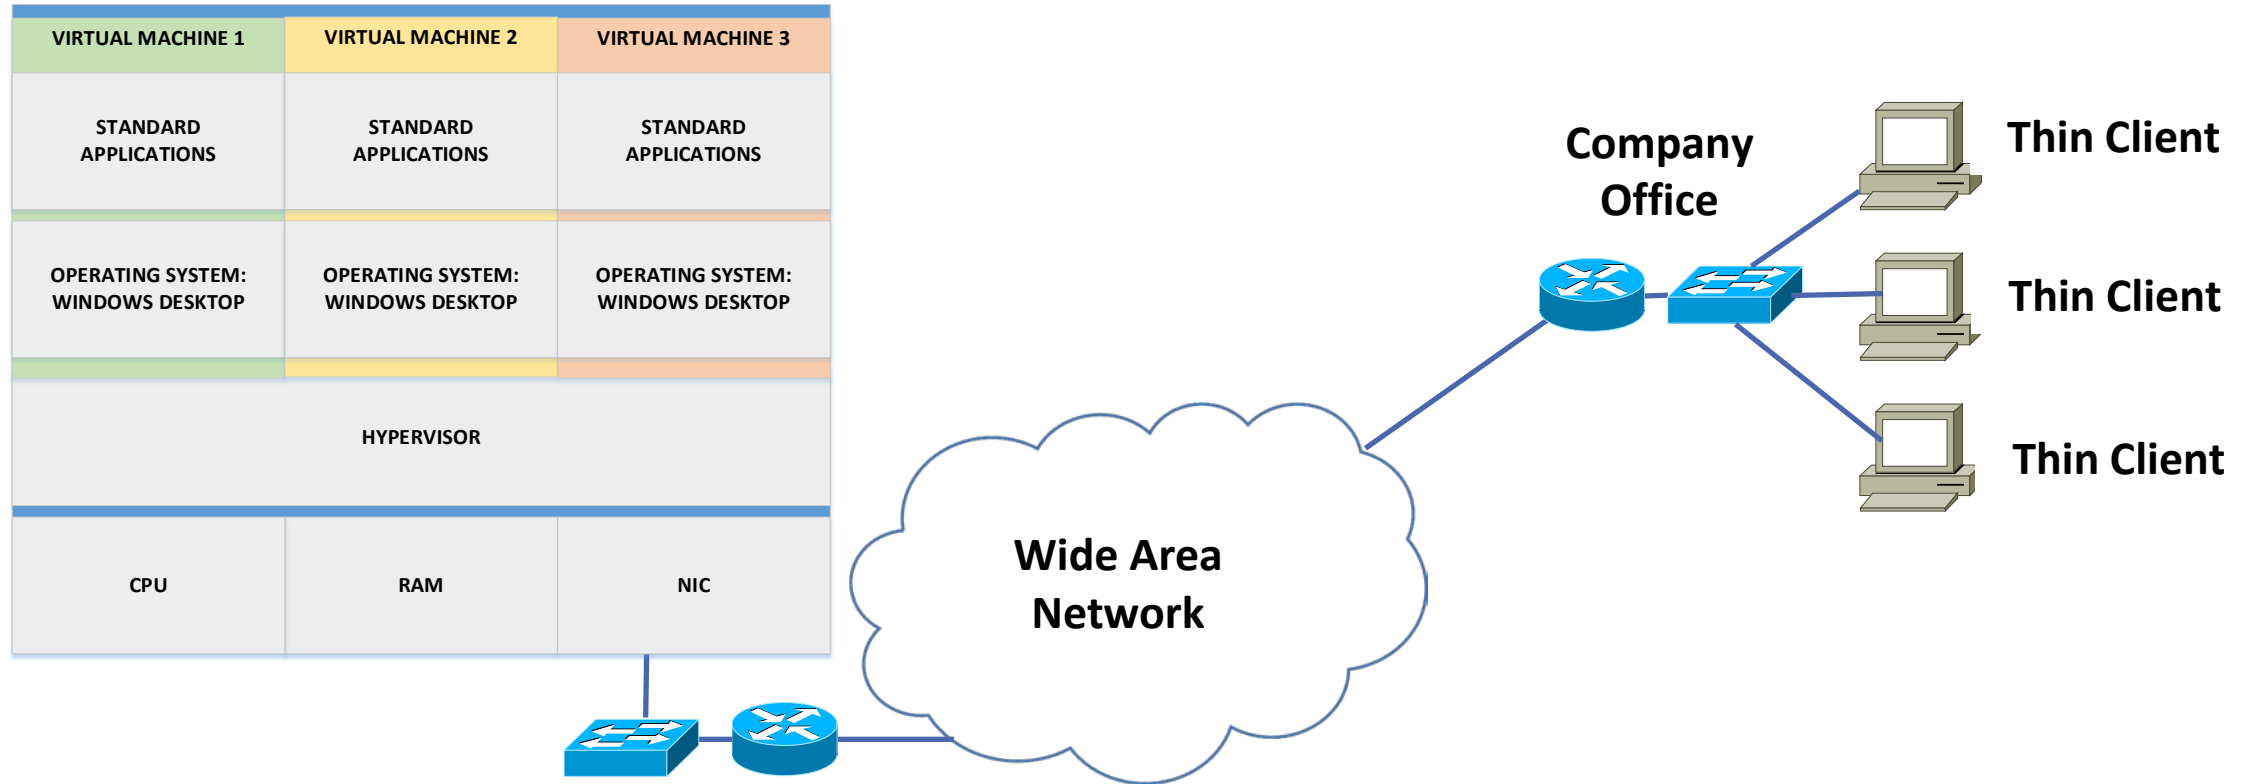 VIRTUAL MACHINE 1
VIRTUAL MACHINE 2
VIRTUAL MACHINE 3
STANDARD
APPLICATIONS
STANDARD
APPLICATIONS
STANDARD
APPLICATIONS
OPERATING SYSTEM:
WINDOWS DESKTOP
OPERATING SYSTEM:
WINDOWS DESKTOP
OPERATING SYSTEM:
WINDOWS DESKTOP
HYPERVISOR
CPU
RAM
NIC
Wide Area
Network
Company
Office
Thin Client
Thin Client
Thin Client